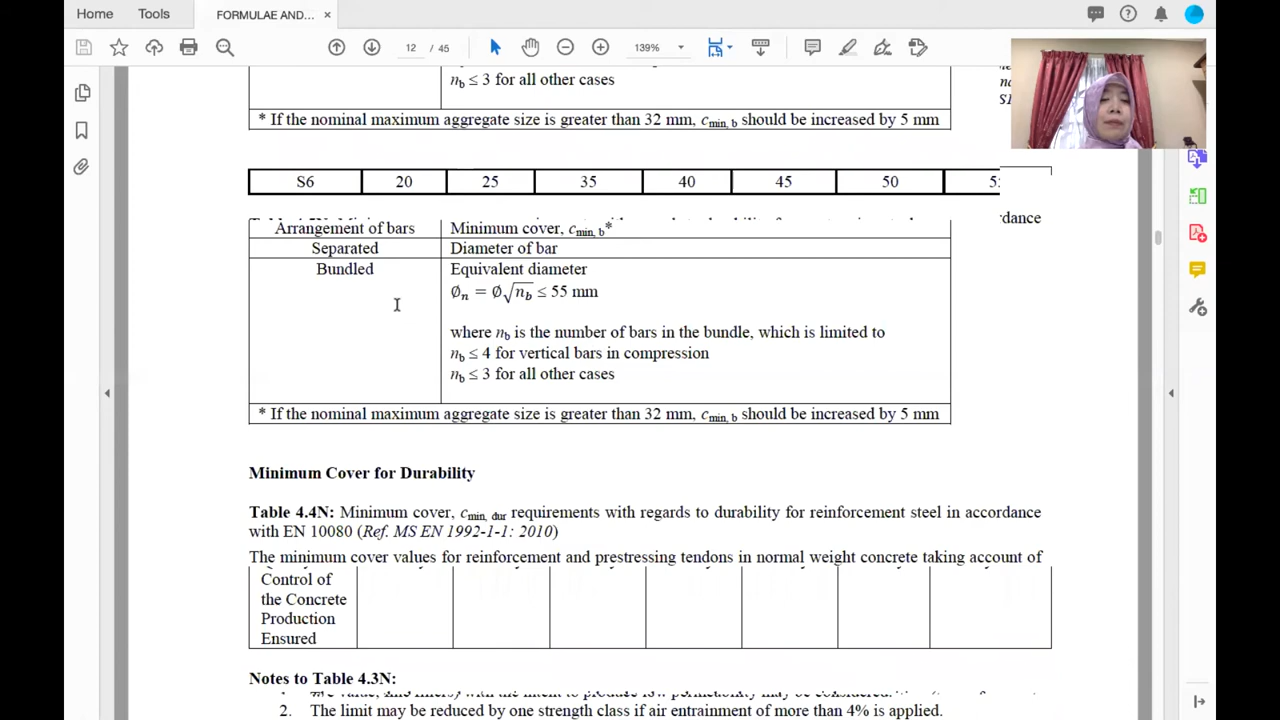 Home
Tools
FORMULAE AND...
12 / 45
139%
nb ≤ 3 for all other cases
* If the nominal maximum aggregate size is greater than 32 mm, cmin, b should be increased by 5 mm
S6 20 25 35 40 45 50
Arrangement of bars Minimum cover, cmin, b*
Separated Diameter of bar
Bundled Equivalent diameter
∅n = ∅√nb ≤ 55 mm
where nb is the number of bars in the bundle, which is limited to
nb ≤ 4 for vertical bars in compression
nb ≤ 3 for all other cases
* If the nominal maximum aggregate size is greater than 32 mm, cmin, b should be increased by 5 mm
Minimum Cover for Durability
Table 4.4N: Minimum cover, cmin, dur requirements with regards to durability for reinforcement steel in accordance
with EN 10080 (Ref. MS EN 1992-1-1: 2010)
The minimum cover values for reinforcement and prestressing tendons in normal weight concrete taking account of
Control of
the Concrete
Production
Ensured
Notes to Table 4.3N:
2. The limit may be reduced by one strength class if air entrainment of more than 4% is applied.